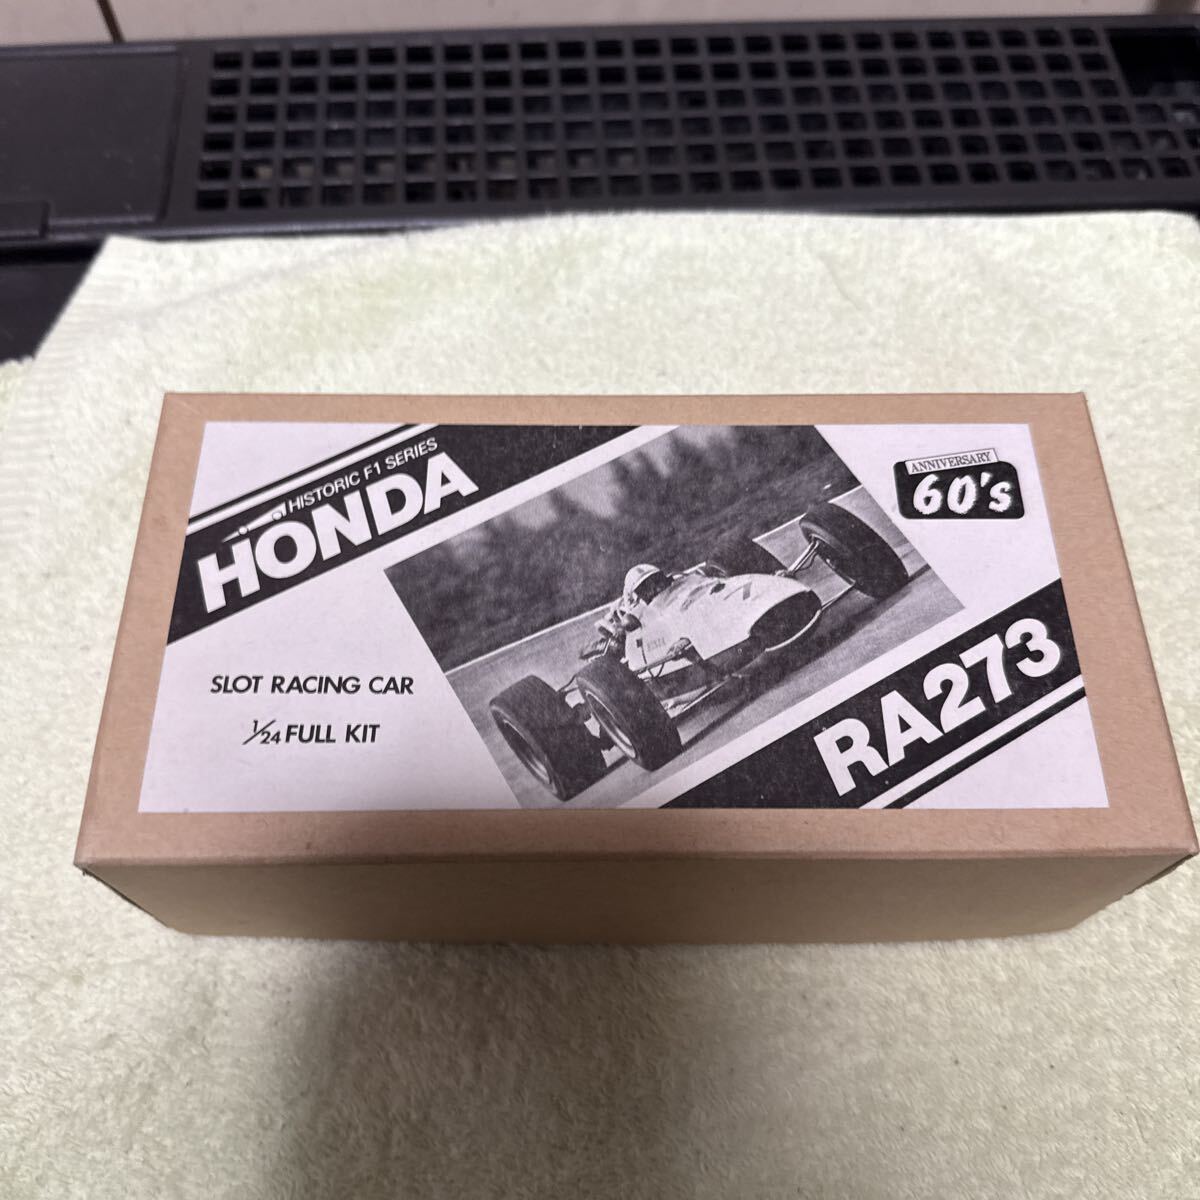 HISTORIC F1 SERIES
HONDA
ANNIVERSARY
60's
SLOT RACING CAR
1/24 FULL KIT
RA273